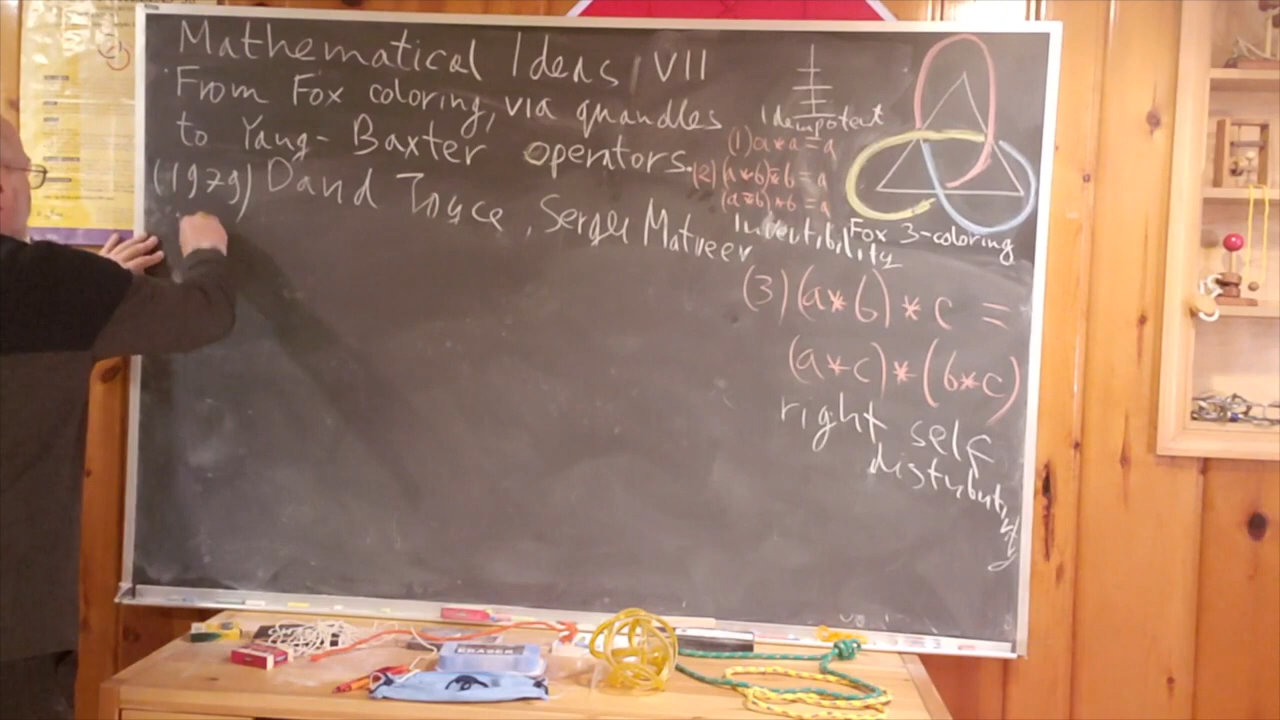 Mathematical Ideas VII
From Fox coloring, via quandles
to Yang-Baxter operators.
(1979) David Joyce, Sergei Matveev
Idempotent
(1) a*a = a
(2) (a*b)*̄b = a
(a*̄b)*b = a
Invertibility
Fox 3-coloring
(3) (a*b)*c =
(a*c)*(b*c)
right self
distributivity
ERASER